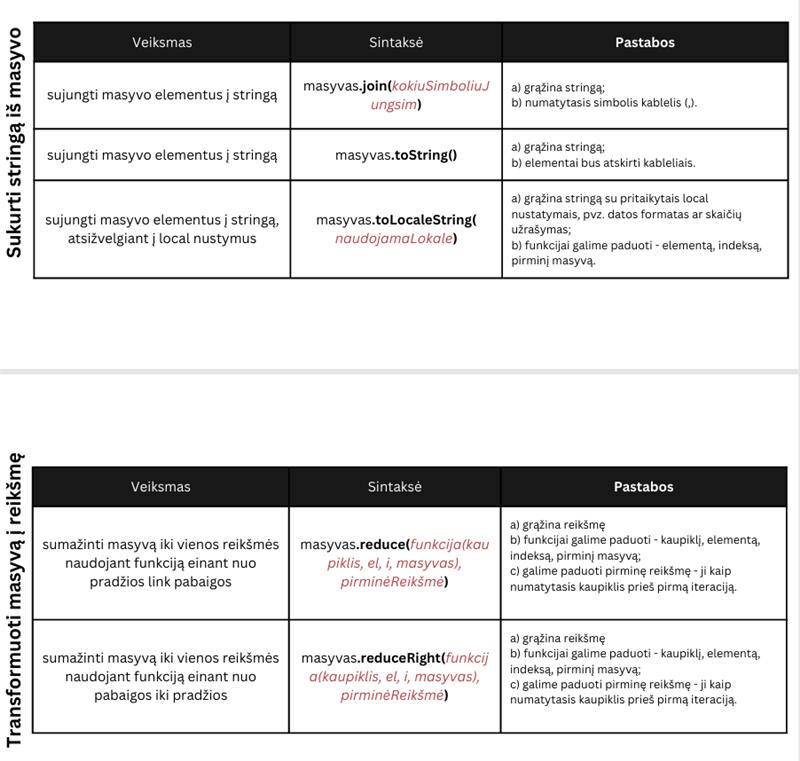 Sukurti stringą iš masyvo
Veiksmas
Sintaksė
Pastabos
sujungti masyvo elementus į stringą
masyvas.join(kokiuSimboliuJ
ungsim)
a) grąžina stringą;
b) numatytasis simbolis kablelis (,).
sujungti masyvo elementus į stringą
masyvas.toString()
a) grąžina stringą;
b) elementai bus atskirti kableliais.
sujungti masyvo elementus į stringą,
atsižvelgiant į local nustymus
masyvas.toLocaleString(
naudojamaLokale)
a) grąžina stringą su pritaikytais local
nustatymais, pvz. datos formatas ar skaičių
užrašymas;
b) funkcijai galime paduoti - elementą, indeksą,
pirminį masyvą.
Transformuoti masyvą į reikšmę
Veiksmas
Sintaksė
Pastabos
sumažinti masyvą iki vienos reikšmės
naudojant funkciją einant nuo
pradžios link pabaigos
masyvas.reduce(funkcija(kau
piklis, el, i, masyvas),
pirminėReikšmė)
a) grąžina reikšmę
b) funkcijai galime paduoti - kaupiklį, elementą,
indeksą, pirminį masyvą;
c) galime paduoti pirminę reikšmę - ji kaip
numatytasis kaupiklis prieš pirmą iteraciją.
sumažinti masyvą iki vienos reikšmės
naudojant funkciją einant nuo
pabaigos iki pradžios
masyvas.reduceRight(funkcij
a(kaupiklis, el, i, masyvas),
pirminėReikšmė)
a) grąžina reikšmę
b) funkcijai galime paduoti - kaupiklį, elementą,
indeksą, pirminį masyvą;
c) galime paduoti pirminę reikšmę - ji kaip
numatytasis kaupiklis prieš pirmą iteraciją.